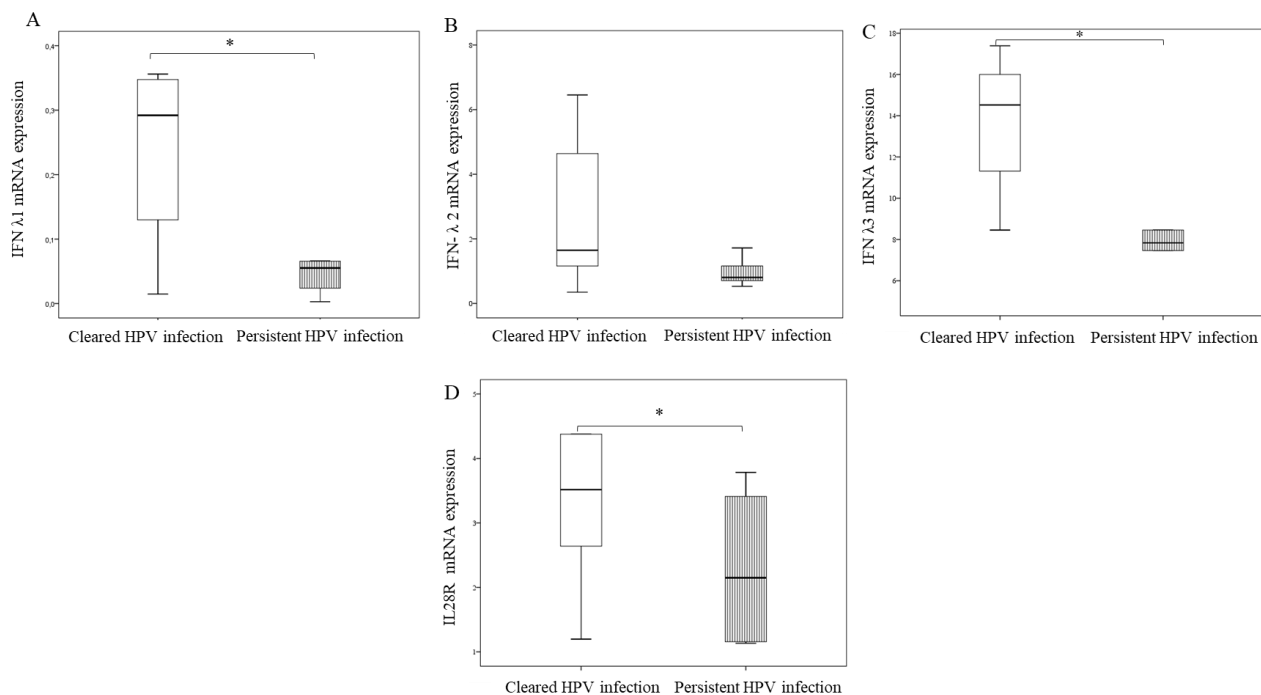 A
*
IFN λ1 mRNA expression
0,4
0,3
0,2
0,1
0,0
Cleared HPV infection
Persistent HPV infection
B
IFN- λ 2 mRNA expression
8
6
4
2
0
Cleared HPV infection
Persistent HPV infection
C
*
IFN λ3 mRNA expression
18
16
14
12
10
8
6
Cleared HPV infection
Persistent HPV infection
D
*
IL28R mRNA expression
5
4
3
2
1
Cleared HPV infection
Persistent HPV infection